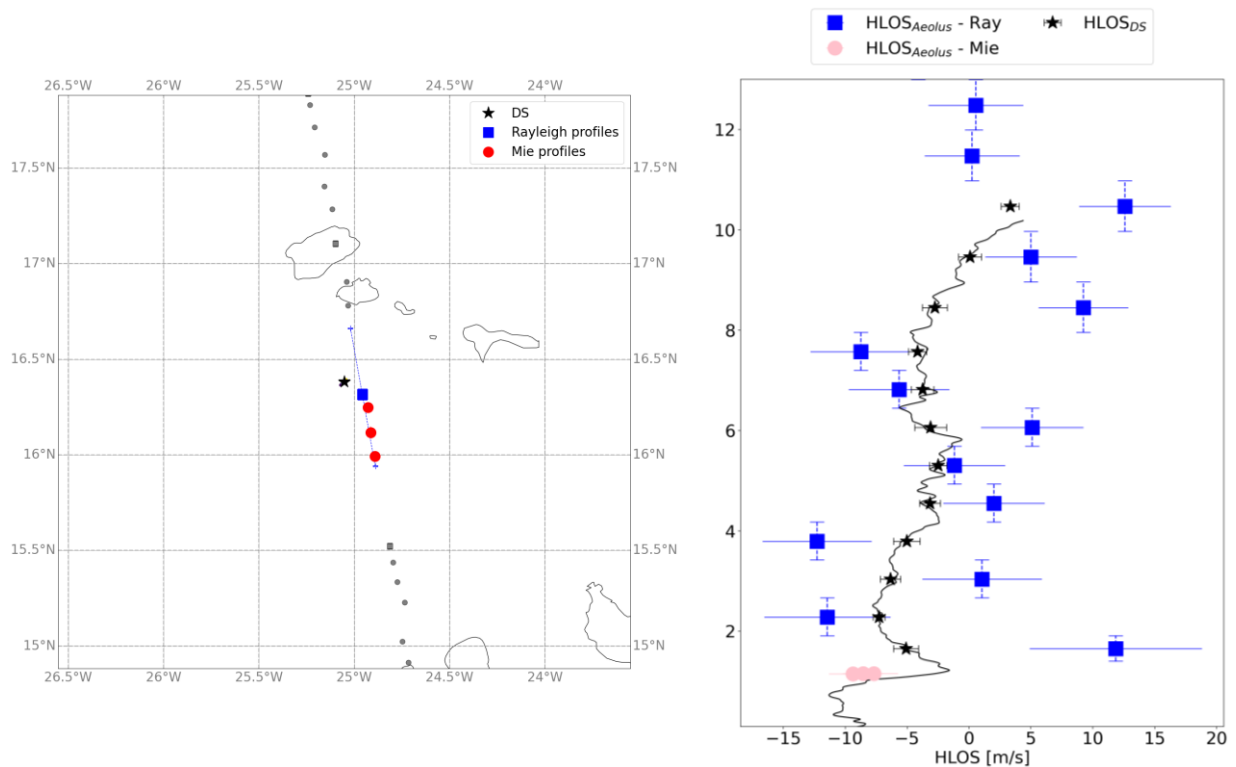 26.5°W 26°W 25.5°W 25°W 24.5°W 24°W
17.5°N 17.5°N
17°N 17°N
16.5°N 16.5°N
16°N 16°N
15.5°N 15.5°N
15°N 15°N
26.5°W 26°W 25.5°W 25°W 24.5°W 24°W
DS
Rayleigh profiles
Mie profiles
HLOS_Aeolus - Ray
HLOS_Aeolus - Mie
HLOS_DS
12
10
8
6
4
2
−15 −10 −5 0 5 10 15 20
HLOS [m/s]